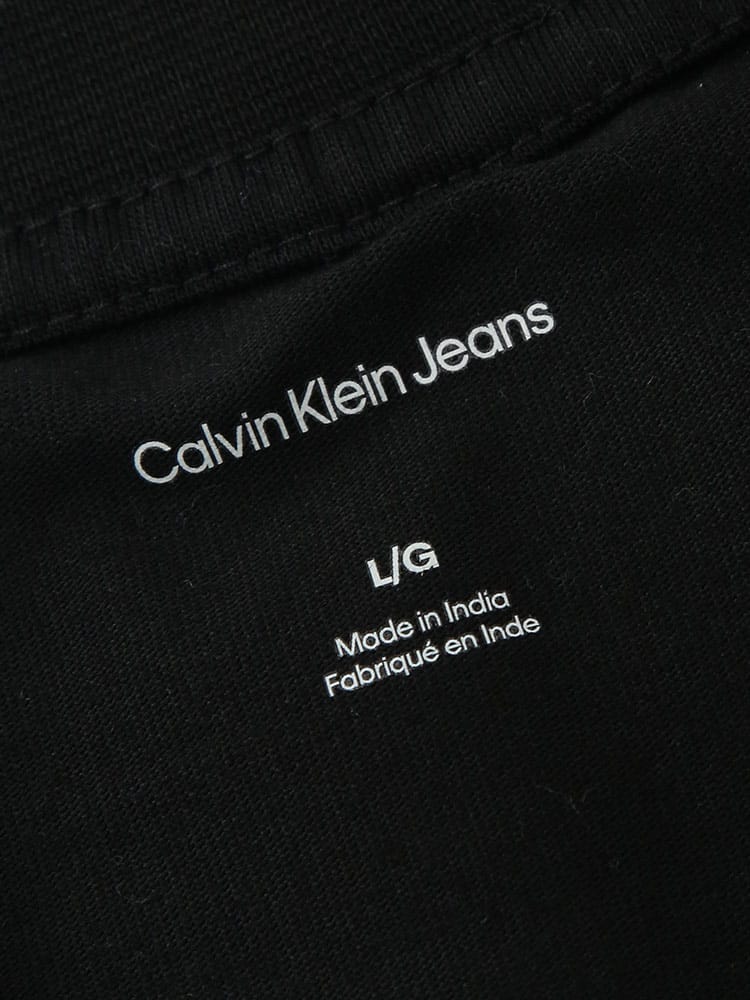 Calvin Klein Jeans
L/G
Made in India
Fabriqué en Inde